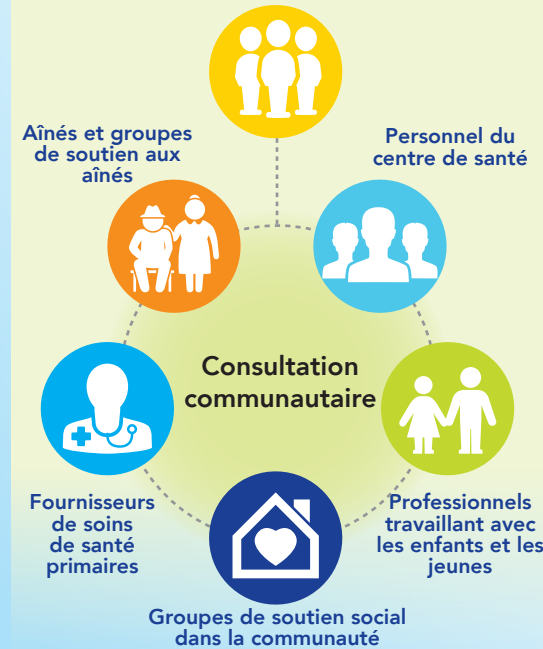 Aînés et groupes
de soutien aux
aînés
Personnel du
centre de santé
Consultation
communautaire
Fournisseurs
de soins
de santé
primaires
Professionnels
travaillant avec
les enfants et les
jeunes
Groupes de soutien social
dans la communauté